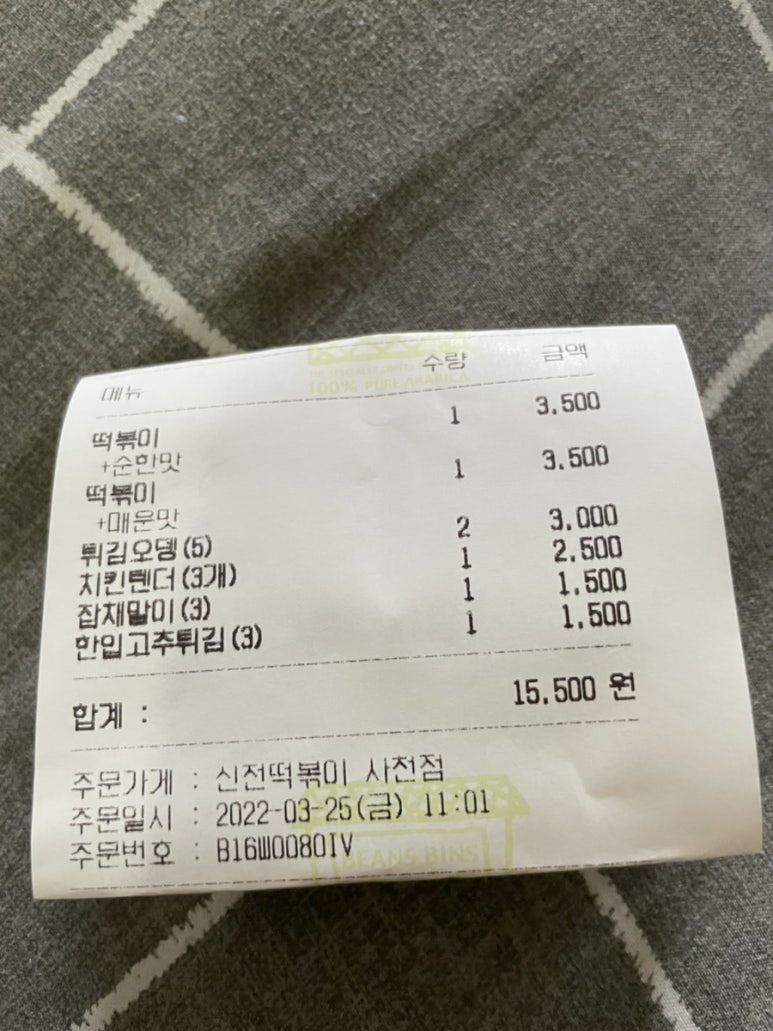 100% PURE ARABICA
메뉴 수량 금액
떡볶이 1 3,500
+순한맛
떡볶이 1 3,500
+매운맛
튀김오뎅(5) 2 3,000
치킨텐더(3개) 1 2,500
잡채말이(3) 1 1,500
한입고추튀김(3) 1 1,500
합계 : 15,500 원
주문가게 : 신전떡볶이 사천점
주문일시 : 2022-03-25(금) 11:01
주문번호 : B16W0080IV
BEANS BINS